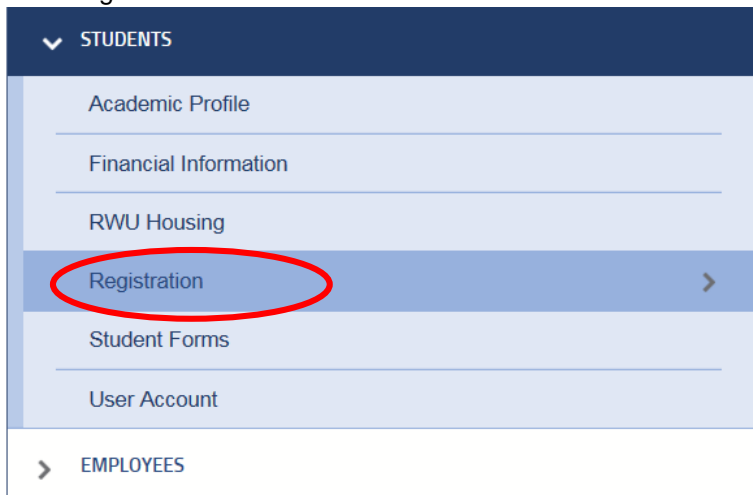 STUDENTS
Academic Profile
Financial Information
RWU Housing
Registration
Student Forms
User Account
EMPLOYEES